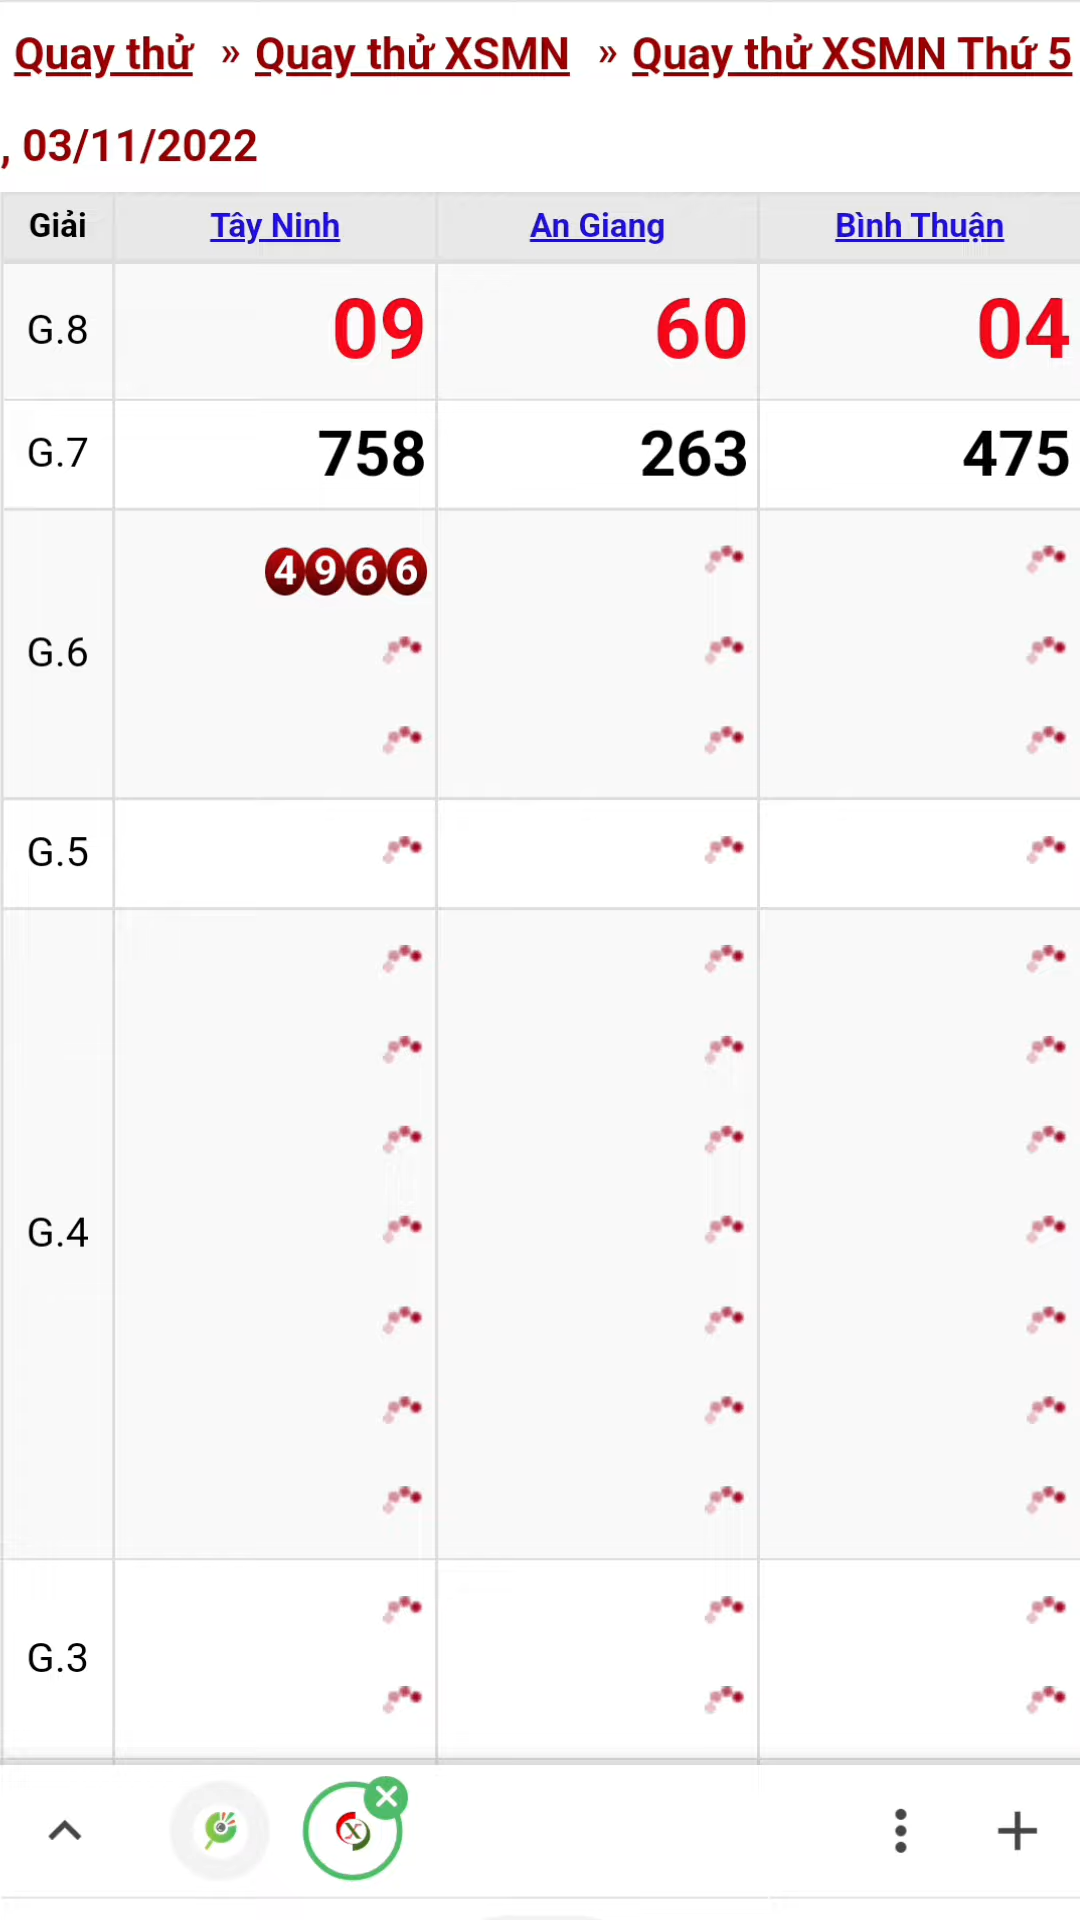 Quay thử » Quay thử XSMN » Quay thử XSMN Thứ 5
, 03/11/2022
Giải Tây Ninh An Giang Bình Thuận
G.8 09 60 04
G.7 758 263 475
4966
G.6
G.5
G.4
G.3